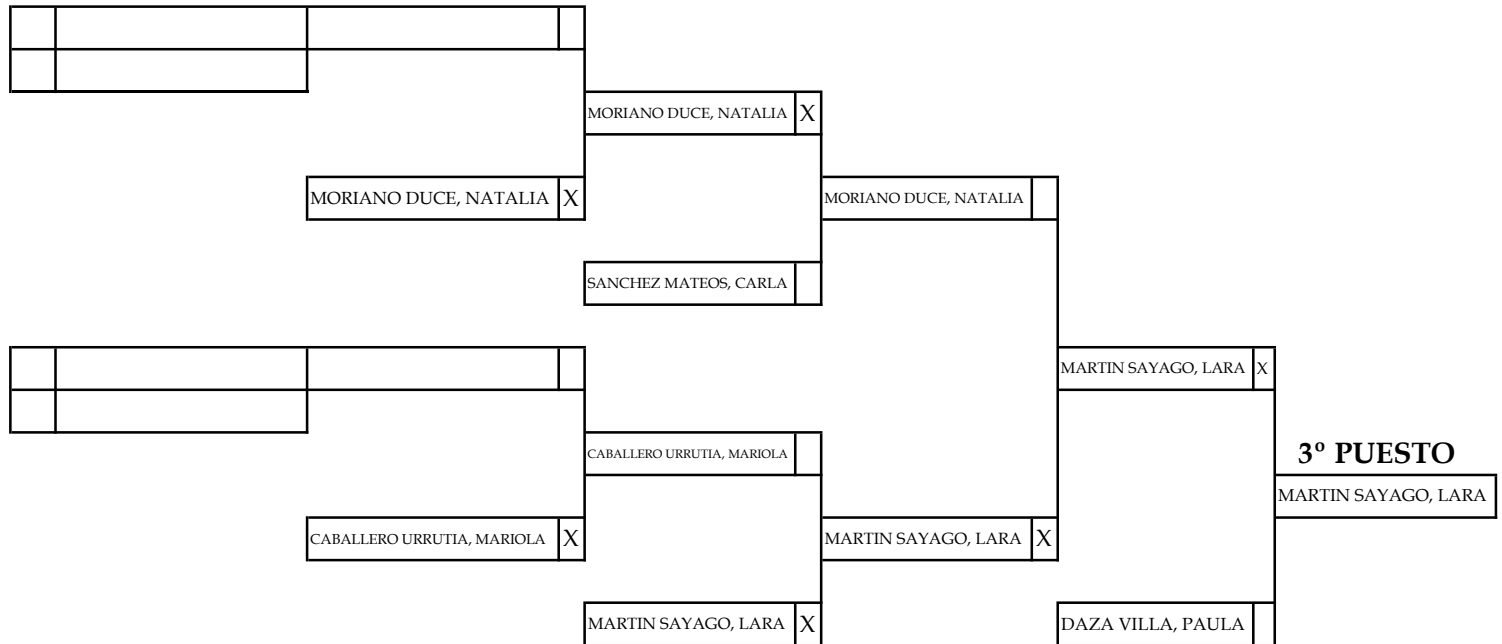 MORIANO DUCE, NATALIA X
MORIANO DUCE, NATALIA X
MORIANO DUCE, NATALIA
SANCHEZ MATEOS, CARLA
MARTIN SAYAGO, LARA X
CABALLERO URRUTIA, MARIOLA
3º PUESTO
MARTIN SAYAGO, LARA
CABALLERO URRUTIA, MARIOLA X
MARTIN SAYAGO, LARA X
MARTIN SAYAGO, LARA X
DAZA VILLA, PAULA